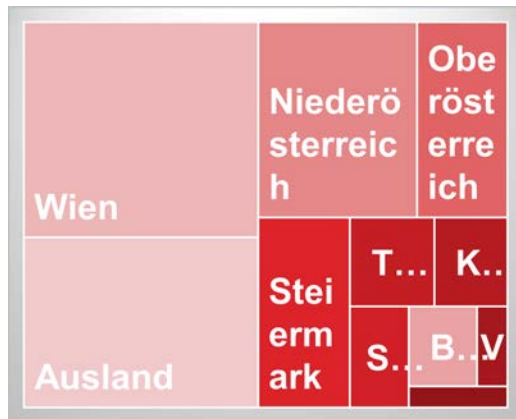 Wien
Ausland
Niederö
sterreic
h
Obe
röst
erre
ich
Stei
erm
ark
T...
K..
S...
B...
V